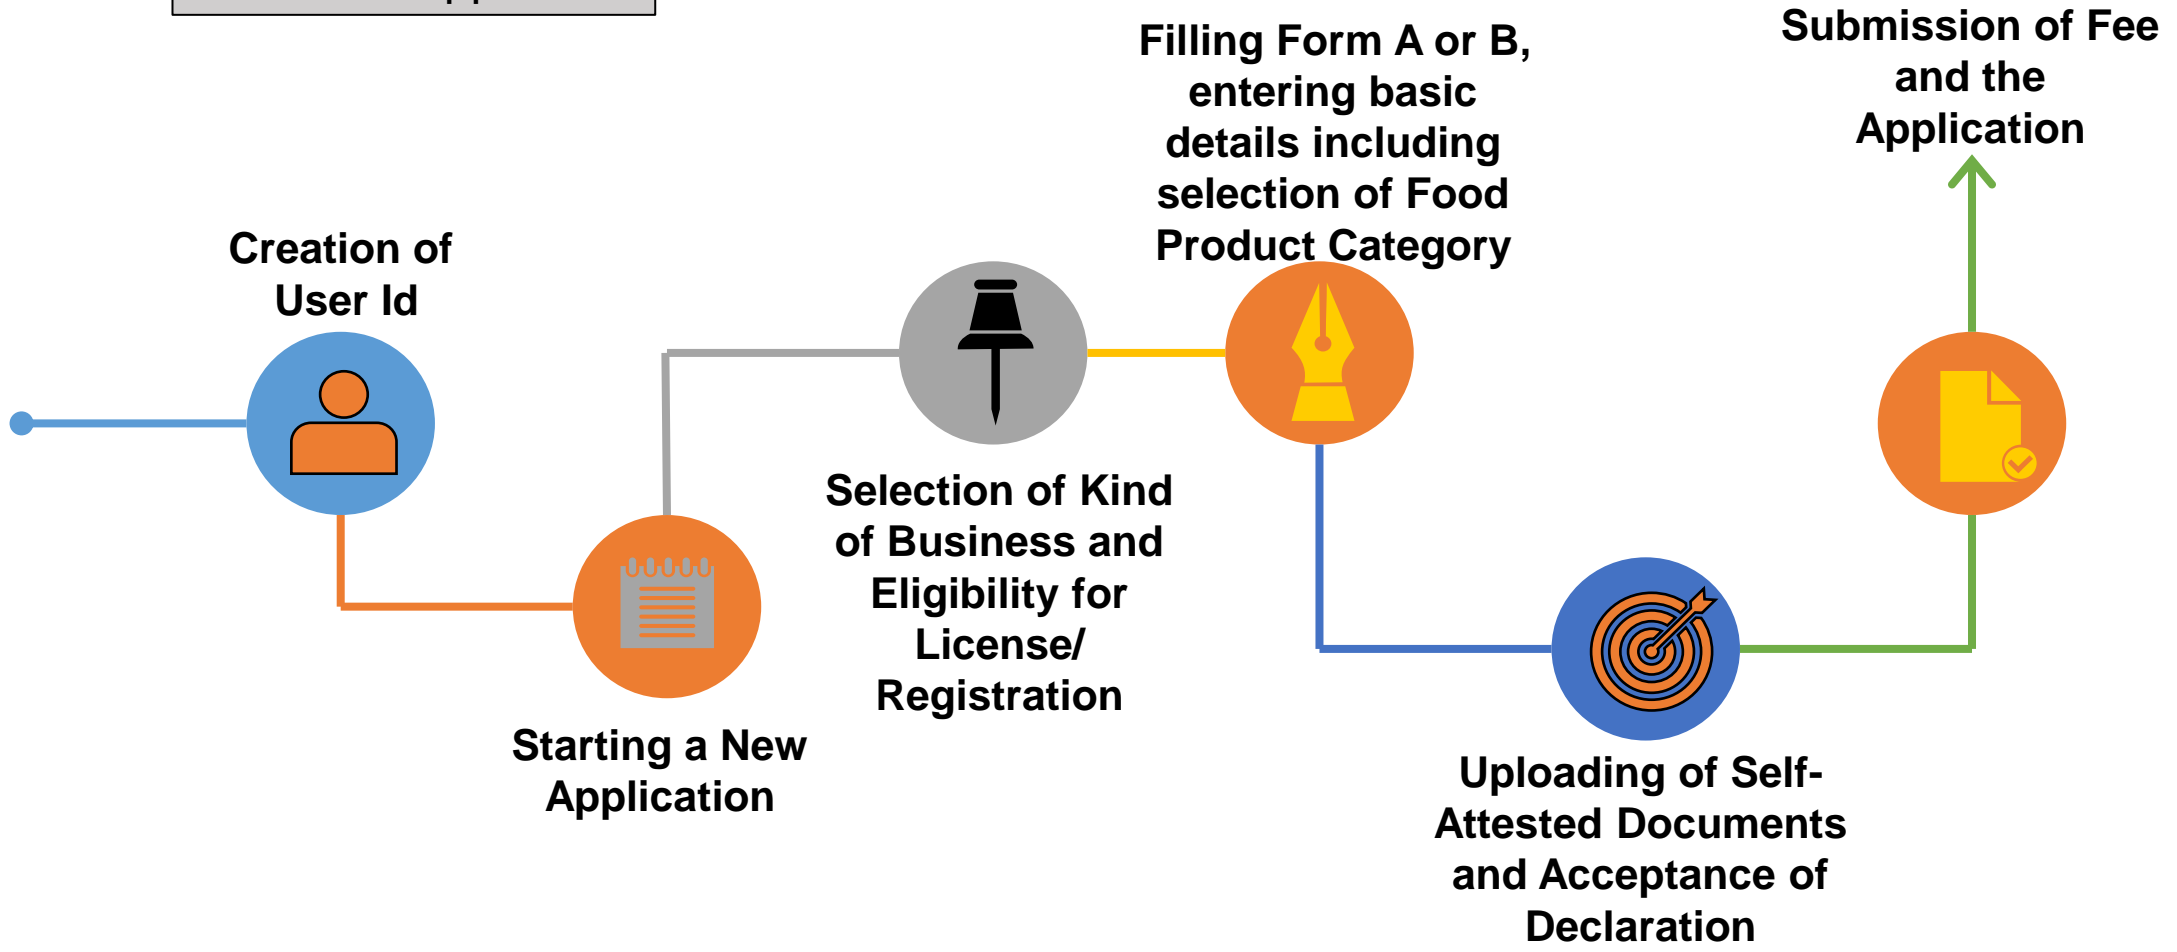 Creation of
User Id
Starting a New
Application
Selection of Kind
of Business and
Eligibility for
License/
Registration
Filling Form A or B,
entering basic
details including
selection of Food
Product Category
Uploading of Self-
Attested Documents
and Acceptance of
Declaration
Submission of Fee
and the
Application